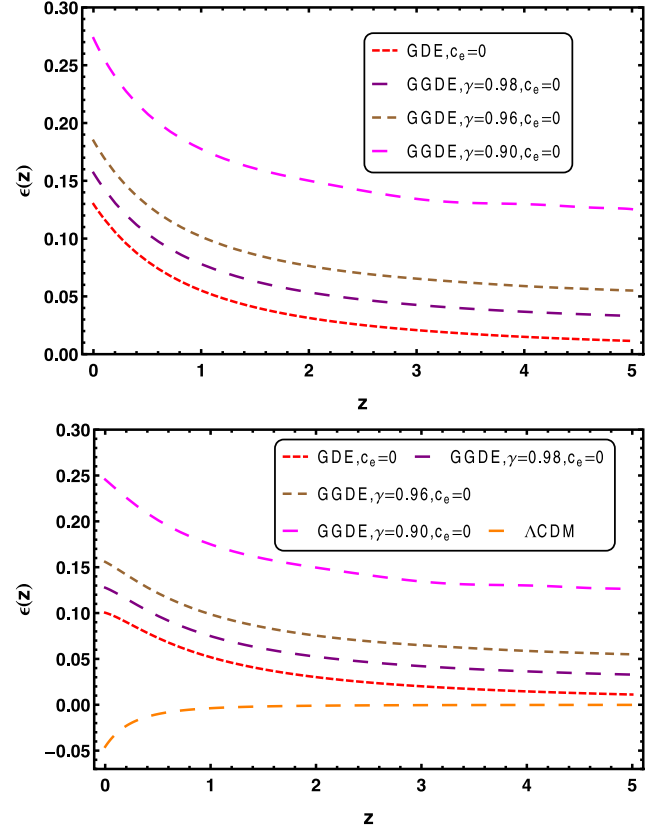 0.30
0.25
0.20
0.15
0.10
0.05
0.00
ϵ(z)
GDE,c_e=0
GGDE,γ=0.98,c_e=0
GGDE,γ=0.96,c_e=0
GGDE,γ=0.90,c_e=0
0 1 2 3 4 5
z
0.30
0.25
0.20
0.15
0.10
0.05
0.00
-0.05
ϵ(z)
GDE,c_e=0 GGDE,γ=0.98,c_e=0
GGDE,γ=0.96,c_e=0
GGDE,γ=0.90,c_e=0 ΛCDM
0 1 2 3 4 5
z